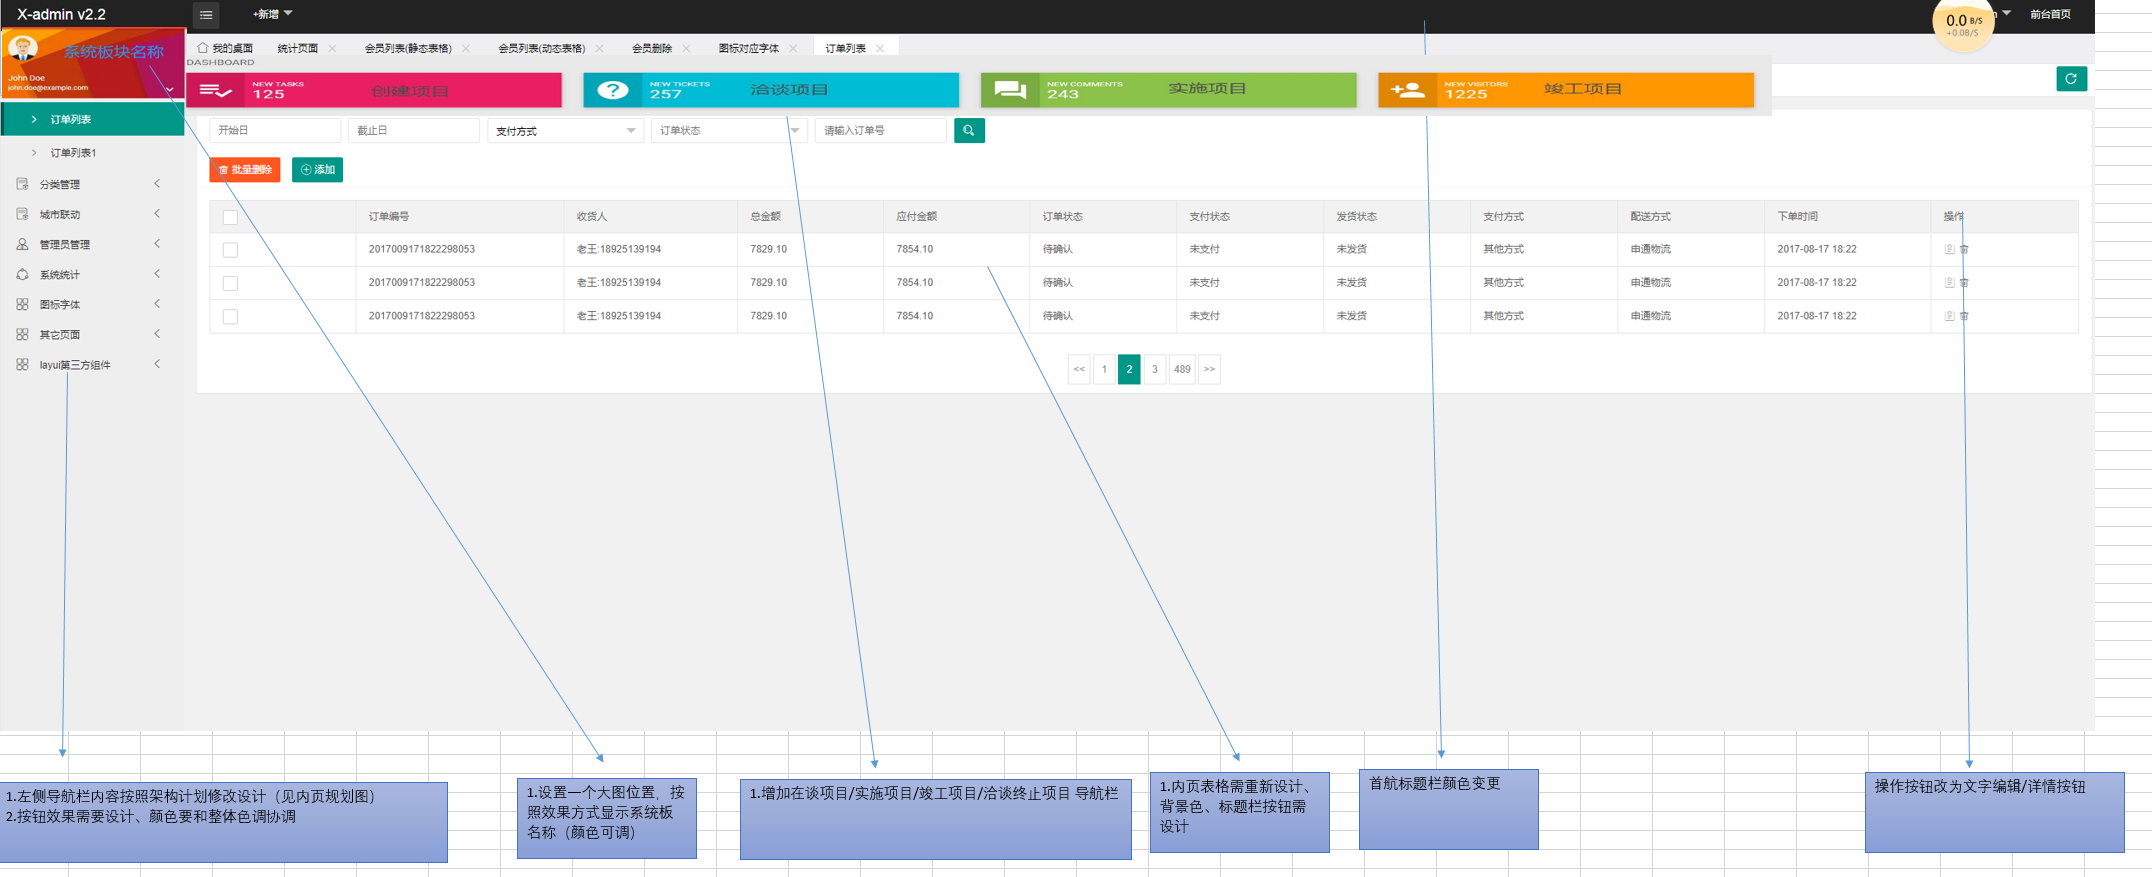 X-admin v2.2
+新增
0.0 B/S
+0.0B/S
n
前台首页
系统板块名称
John Doe
john.doe@example.com
我的桌面
统计页面
会员列表(静态表格)
会员列表(动态表格)
会员删除
图标对应字体
订单列表
DASHBOARD
NEW TASKS
125
创建项目
NEW TICKETS
257
洽谈项目
NEW COMMENTS
243
实施项目
NEW VISITORS
1225
竣工项目
订单列表
订单列表1
分类管理
城市联动
管理员管理
系统统计
图标字体
其它页面
layui第三方组件
开始日
截止日
支付方式
订单状态
请输入订单号
批量删除
添加
订单编号 收货人 总金额 应付金额 订单状态 支付状态 发货状态 支付方式 配送方式 下单时间 操作
2017009171822298053 老王:18925139194 7829.10 7854.10 待确认 未支付 未发货 其他方式 申通物流 2017-08-17 18:22
2017009171822298053 老王:18925139194 7829.10 7854.10 待确认 未支付 未发货 其他方式 申通物流 2017-08-17 18:22
2017009171822298053 老王:18925139194 7829.10 7854.10 待确认 未支付 未发货 其他方式 申通物流 2017-08-17 18:22
<< 1 2 3 489 >>
1.左侧导航栏内容按照架构计划修改设计（见内页规划图）
2.按钮效果需要设计、颜色要和整体色调协调
1.设置一个大图位置，按
照效果方式显示系统板
名称（颜色可调）
1.增加在谈项目/实施项目/竣工项目/洽谈终止项目 导航栏
1.内页表格需重新设计、
背景色、标题栏按钮需
设计
首航标题栏颜色变更
操作按钮改为文字编辑/详情按钮